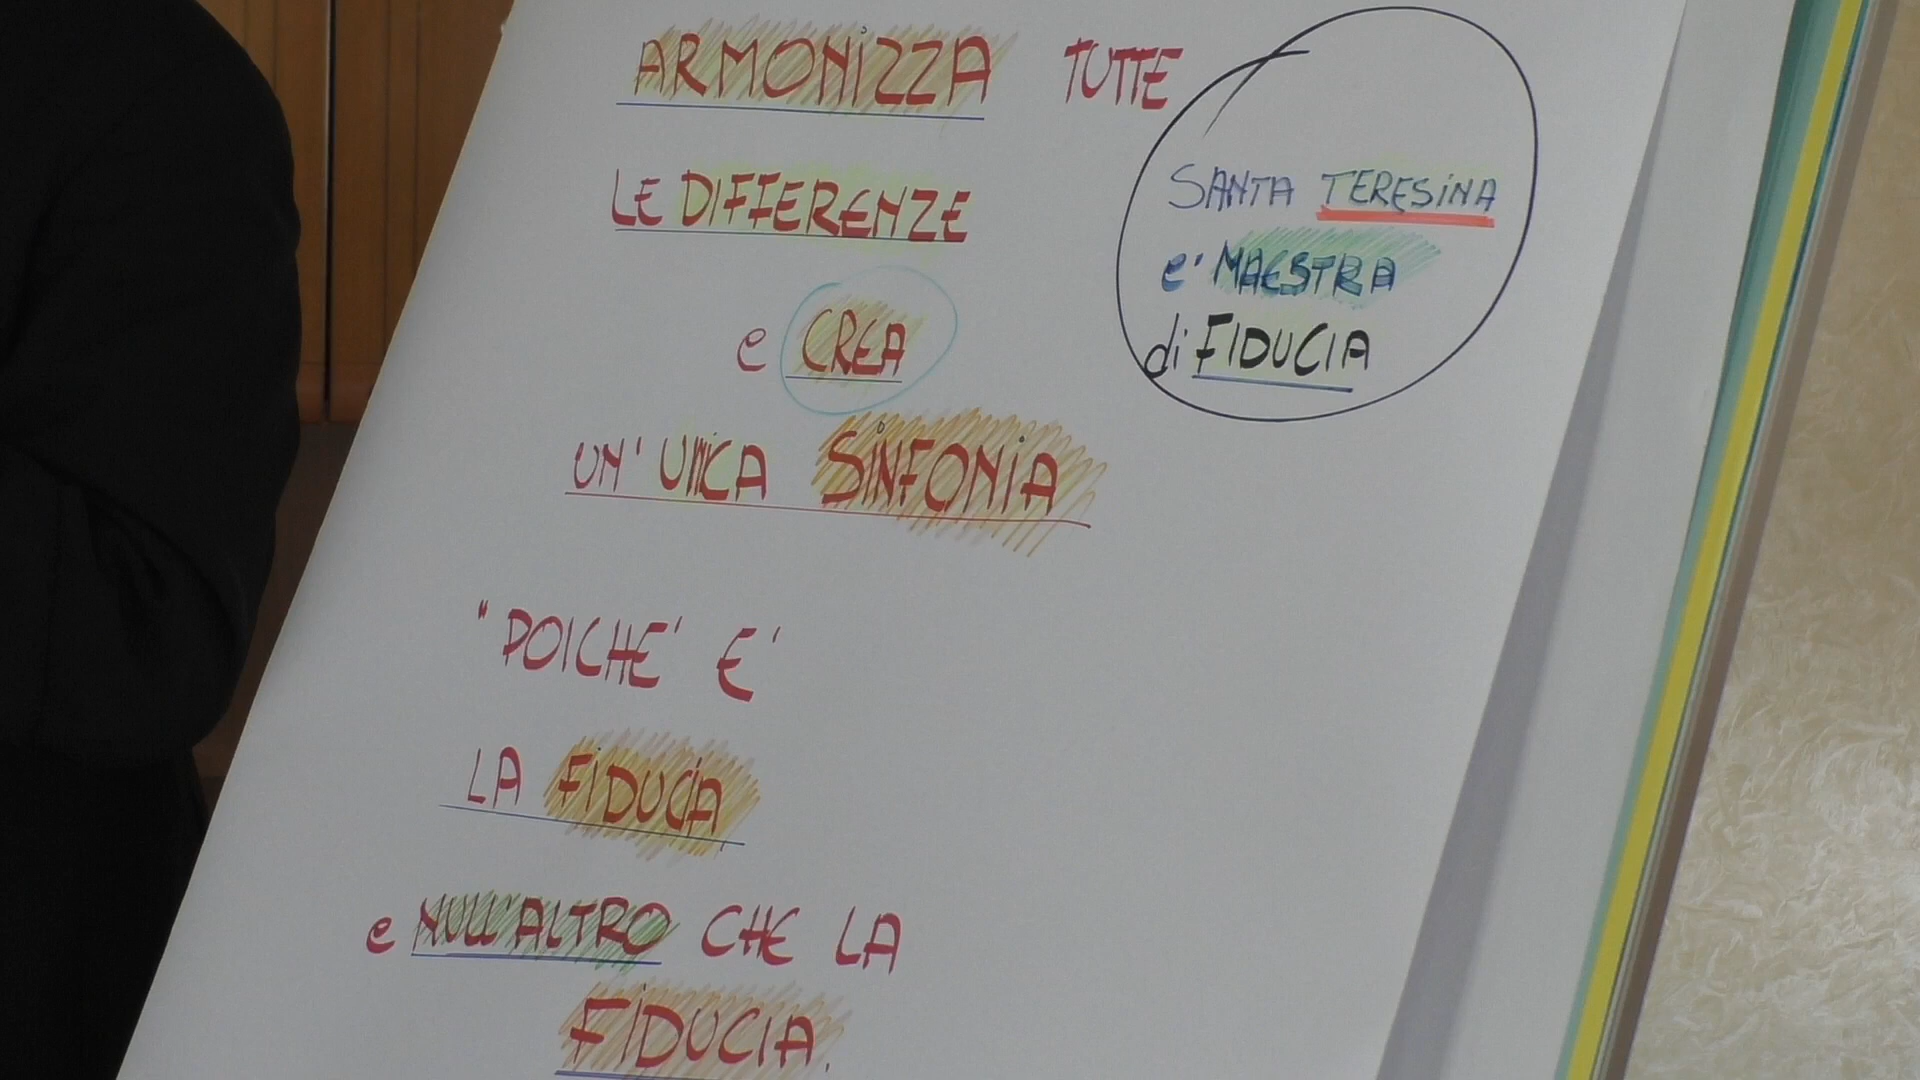 ARMONiZZA TUTTE
LE DIFFERENZE
e CREA
UN' UNiCA SiNFONiA
"POICHE' E'
LA FiDUCiA
e NULL'ALTRO CHE LA
FiDUCIA.
SANTA TERESiNA
e' MAESTRA
di FIDUCIA